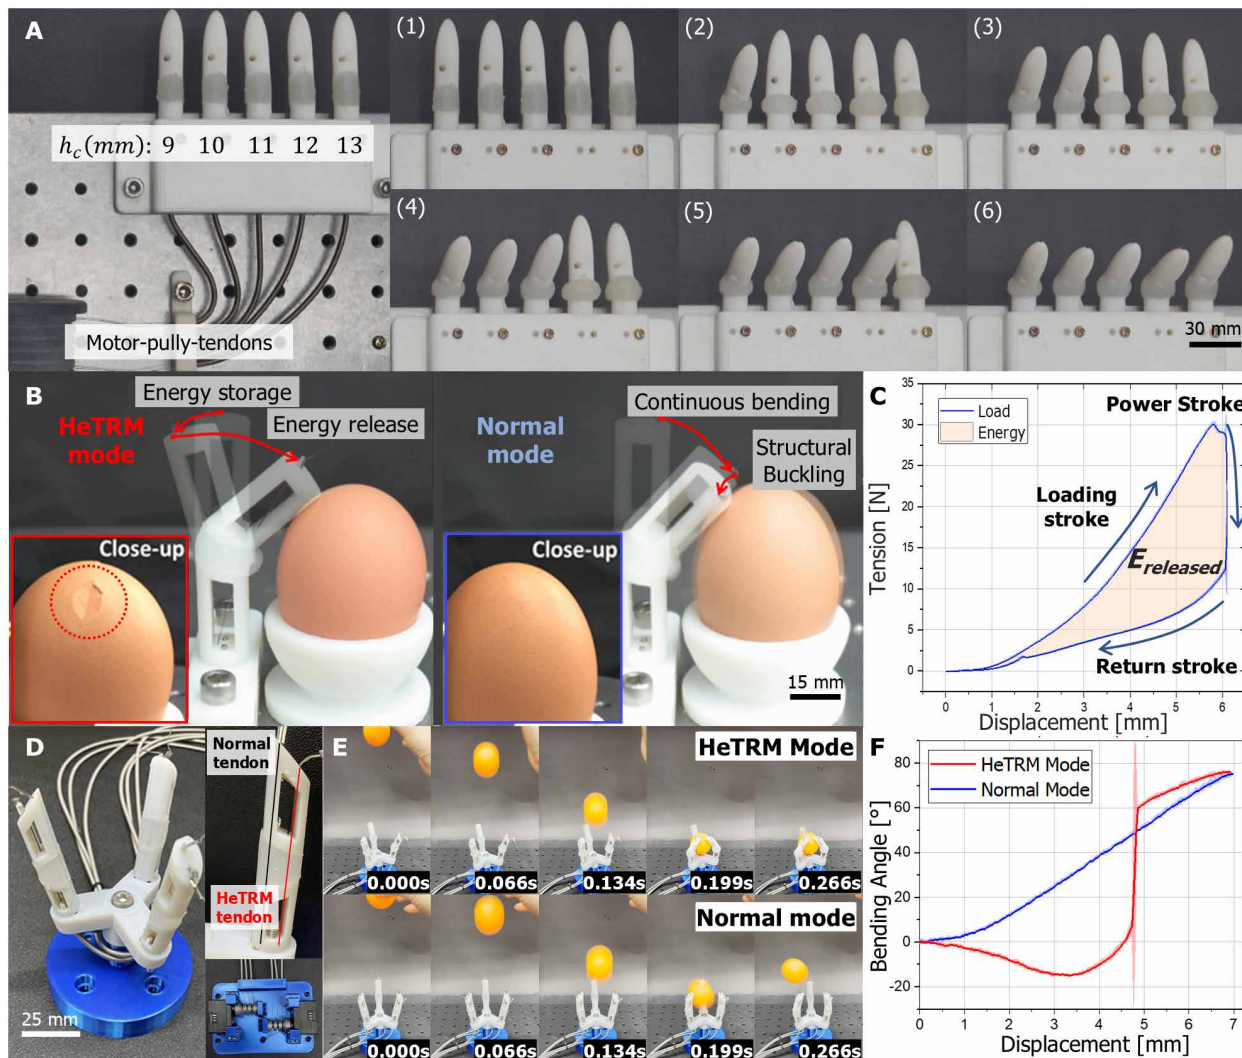 A
h_c(mm): 9 10 11 12 13
Motor-pully-tendons
(1)
(2)
(3)
(4)
(5)
(6)
30 mm
B
HeTRM
mode
Energy storage
Energy release
Close-up
Normal
mode
Continuous bending
Structural
Buckling
Close-up
15 mm
C
Load
Energy
Power Stroke
Loading
stroke
E_released
Return stroke
Tension [N]
35
30
25
20
15
10
5
0
0 1 2 3 4 5 6
Displacement [mm]
D
Normal
tendon
HeTRM
tendon
25 mm
E
HeTRM Mode
0.000s
0.066s
0.134s
0.199s
0.266s
Normal mode
0.000s
0.066s
0.134s
0.199s
0.266s
F
HeTRM Mode
Normal Mode
Bending Angle [°]
80
60
40
20
0
-20
0 1 2 3 4 5 6 7
Displacement [mm]